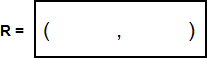 R = ( , )